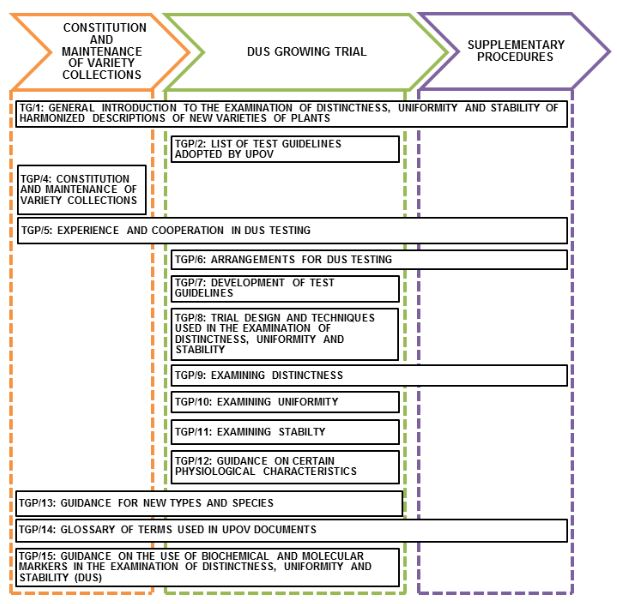 CONSTITUTION
AND
MAINTENANCE
OF VARIETY
COLLECTIONS
DUS GROWING TRIAL
SUPPLEMENTARY
PROCEDURES
TG/1: GENERAL INTRODUCTION TO THE EXAMINATION OF DISTINCTNESS, UNIFORMITY AND STABILITY OF
HARMONIZED DESCRIPTIONS OF NEW VARIETIES OF PLANTS
TGP/2: LIST OF TEST GUIDELINES
ADOPTED BY UPOV
TGP/4: CONSTITUTION
AND MAINTENANCE OF
VARIETY COLLECTIONS
TGP/5: EXPERIENCE AND COOPERATION IN DUS TESTING
TGP/6: ARRANGEMENTS FOR DUS TESTING
TGP/7: DEVELOPMENT OF TEST
GUIDELINES
TGP/8: TRIAL DESIGN AND TECHNIQUES
USED IN THE EXAMINATION OF
DISTINCTNESS, UNIFORMITY AND
STABILITY
TGP/9: EXAMINING DISTINCTNESS
TGP/10: EXAMINING UNIFORMITY
TGP/11: EXAMINING STABILTY
TGP/12: GUIDANCE ON CERTAIN
PHYSIOLOGICAL CHARACTERISTICS
TGP/13: GUIDANCE FOR NEW TYPES AND SPECIES
TGP/14: GLOSSARY OF TERMS USED IN UPOV DOCUMENTS
TGP/15: GUIDANCE ON THE USE OF BIOCHEMICAL AND MOLECULAR
MARKERS IN THE EXAMINATION OF DISTINCTNESS, UNIFORMITY AND
STABILITY (DUS)